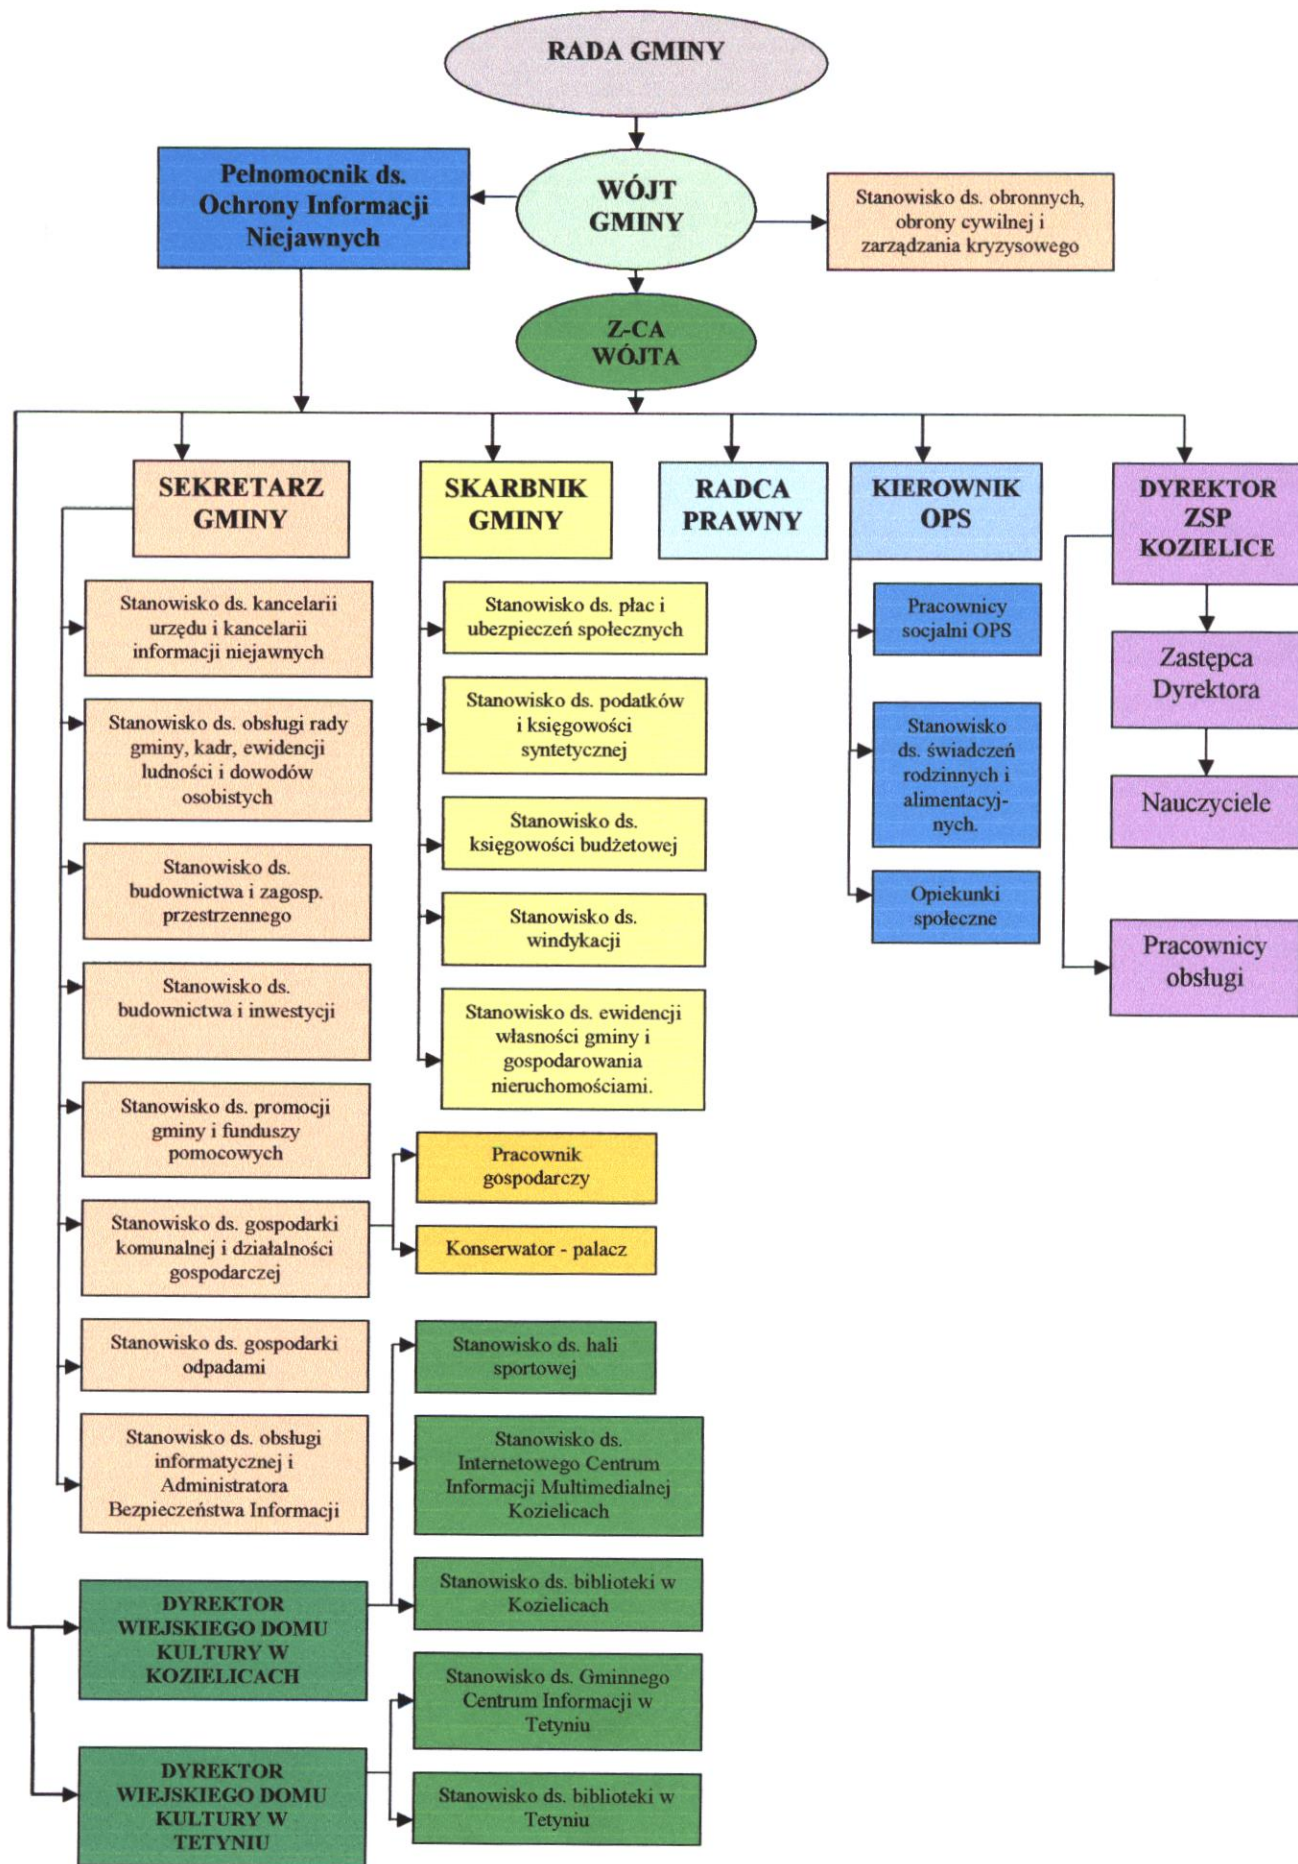 RADA GMINY
Pełnomocnik ds.
Ochrony Informacji
Niejawnych
WÓJT
GMINY
Stanowisko ds. obronnych,
obrony cywilnej i
zarządzania kryzysowego
Z-CA
WÓJTA
SEKRETARZ
GMINY
SKARBNIK
GMINY
RADCA
PRAWNY
KIEROWNIK
OPS
DYREKTOR
ZSP
KOZIELICE
Stanowisko ds. kancelarii
urzędu i kancelarii
informacji niejawnych
Stanowisko ds. obsługi rady
gminy, kadr, ewidencji
ludności i dowodów
osobistych
Stanowisko ds.
budownictwa i zagosp.
przestrzennego
Stanowisko ds.
budownictwa i inwestycji
Stanowisko ds. promocji
gminy i funduszy
pomocowych
Stanowisko ds. gospodarki
komunalnej i działalności
gospodarczej
Stanowisko ds. gospodarki
odpadami
Stanowisko ds. obsługi
informatycznej i
Administratora
Bezpieczeństwa Informacji
Stanowisko ds. płac i
ubezpieczeń społecznych
Stanowisko ds. podatków
i księgowości
syntetycznej
Stanowisko ds.
księgowości budżetowej
Stanowisko ds.
windykacji
Stanowisko ds. ewidencji
własności gminy i
gospodarowania
nieruchomościami.
Pracownik
gospodarczy
Konserwator - palacz
Pracownicy
socjalni OPS
Stanowisko
ds. świadczeń
rodzinnych i
alimentacyj-
nych.
Opiekunki
społeczne
Zastępca
Dyrektora
Nauczyciele
Pracownicy
obsługi
DYREKTOR
WIEJSKIEGO DOMU
KULTURY W
KOZIELICACH
Stanowisko ds. hali
sportowej
Stanowisko ds.
Internetowego Centrum
Informacji Multimedialnej
Kozielicach
Stanowisko ds. biblioteki w
Kozielicach
DYREKTOR
WIEJSKIEGO DOMU
KULTURY W
TETYNIU
Stanowisko ds. Gminnego
Centrum Informacji w
Tetyniu
Stanowisko ds. biblioteki w
Tetyniu